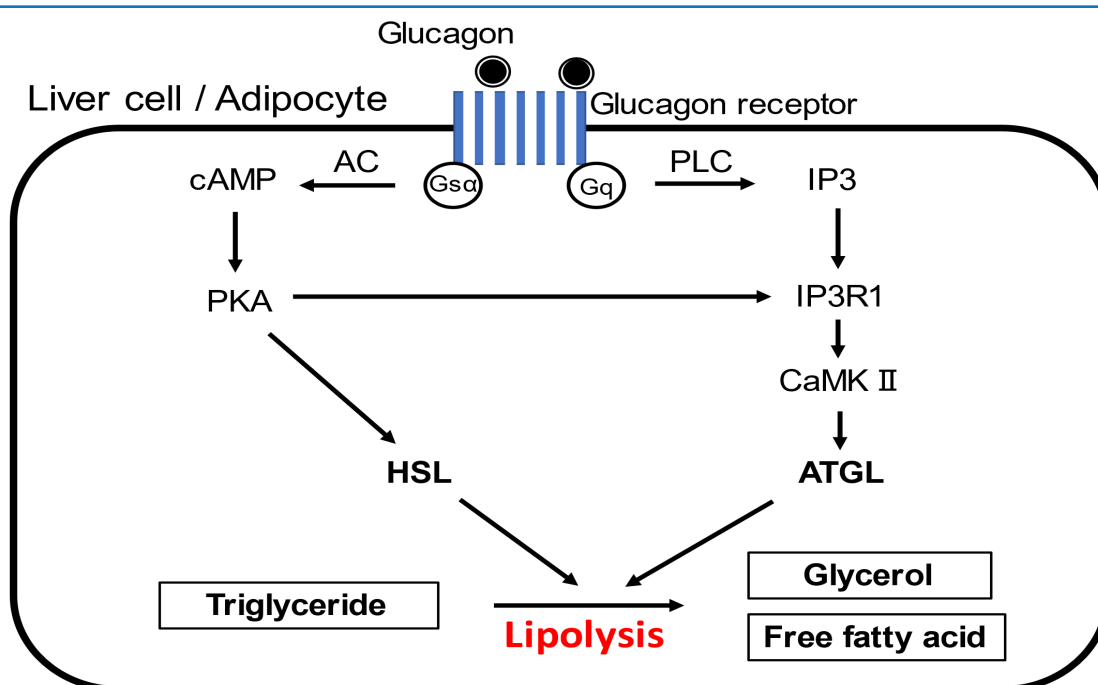 Glucagon
Liver cell / Adipocyte
Glucagon receptor
AC
PLC
cAMP
Gsα
Gq
IP3
PKA
IP3R1
CaMK Ⅱ
HSL
ATGL
Triglyceride
Lipolysis
Glycerol
Free fatty acid